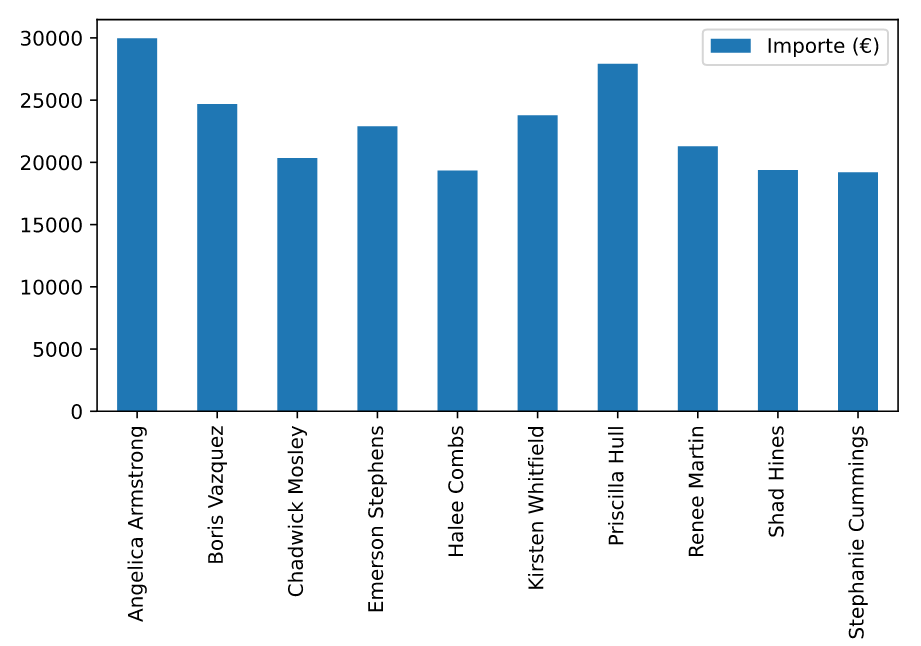 30000
25000
20000
15000
10000
5000
0
Importe (€)
Angelica Armstrong
Boris Vazquez
Chadwick Mosley
Emerson Stephens
Halee Combs
Kirsten Whitfield
Priscilla Hull
Renee Martin
Shad Hines
Stephanie Cummings